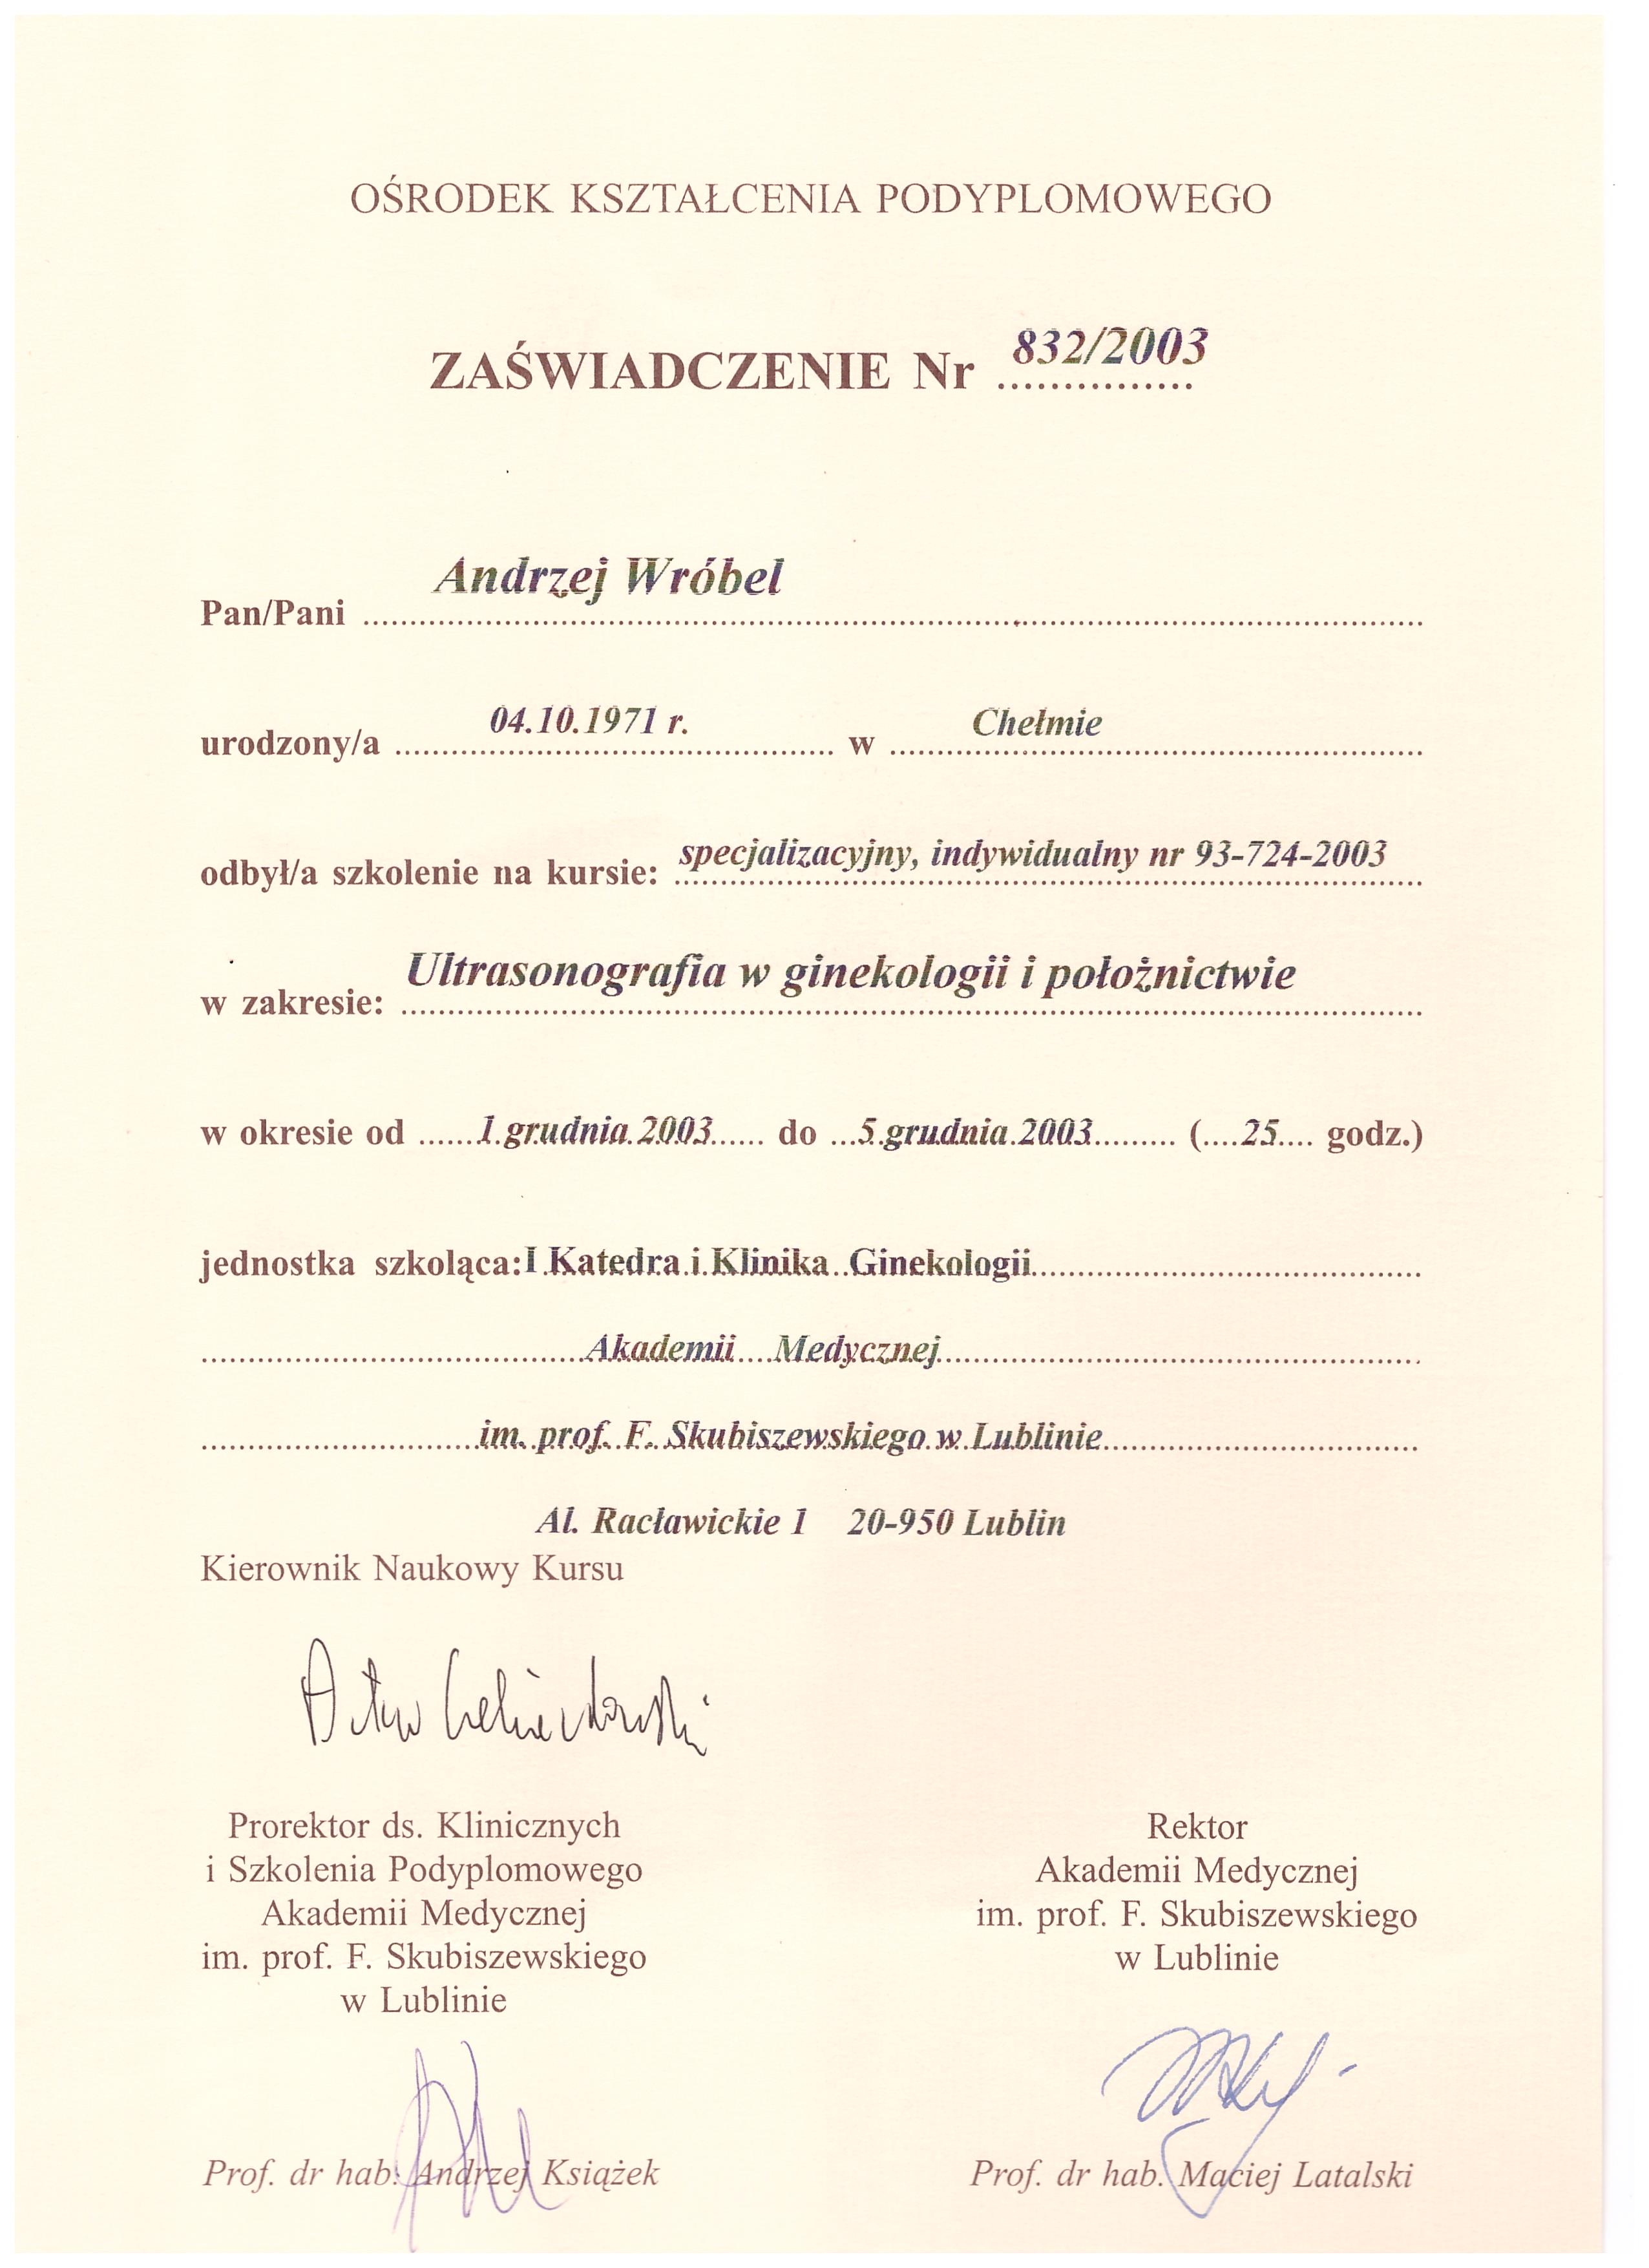 OŚRODEK KSZTAŁCENIA PODYPLOMOWEGO
ZAŚWIADCZENIE Nr 832/2003
Pan/Pani Andrzej Wróbel
urodzony/a 04.10.1971 r. w Chełmie
odbył/a szkolenie na kursie: specjalizacyjny, indywidualny nr 93-724-2003
w zakresie: Ultrasonografia w ginekologii i położnictwie
w okresie od 1 grudnia 2003 do 5 grudnia 2003 (25 godz.)
jednostka szkoląca: I Katedra i Klinika Ginekologii
Akademii Medycznej
im. prof. F. Skubiszewskiego w Lublinie
Al. Racławickie 1 20-950 Lublin
Kierownik Naukowy Kursu
Prorektor ds. Klinicznych
i Szkolenia Podyplomowego
Akademii Medycznej
im. prof. F. Skubiszewskiego
w Lublinie
Prof. dr hab. Andrzej Książek
Rektor
Akademii Medycznej
im. prof. F. Skubiszewskiego
w Lublinie
Prof. dr hab. Maciej Latalski